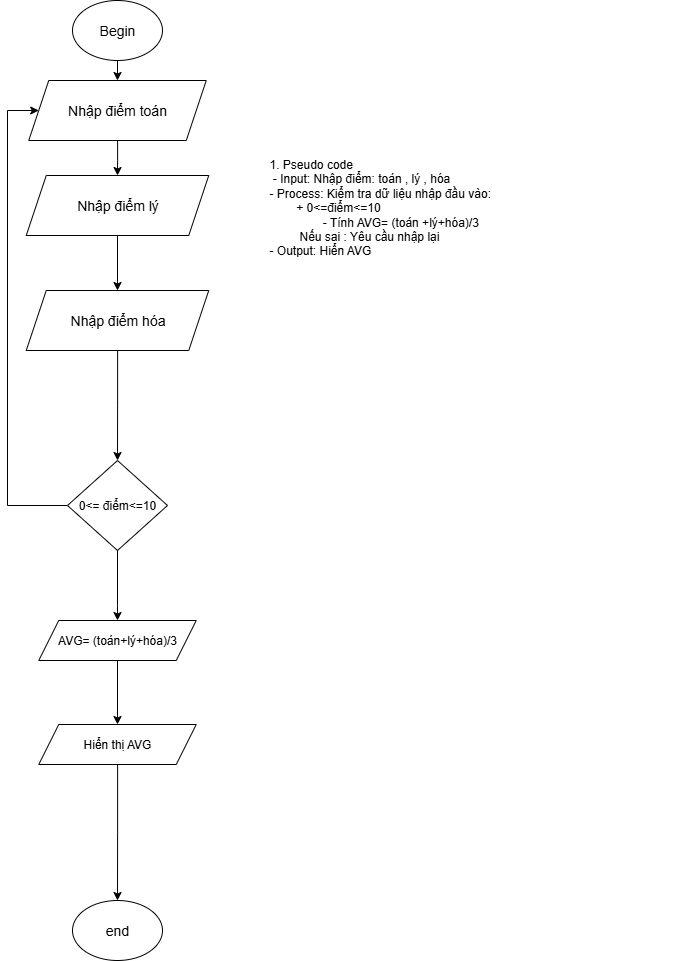 Begin
Nhập điểm toán
Nhập điểm lý
Nhập điểm hóa
0<= điểm<=10
AVG= (toán+lý+hóa)/3
Hiển thị AVG
end
1. Pseudo code
- Input: Nhập điểm: toán , lý , hóa
- Process: Kiểm tra dữ liệu nhập đầu vào:
+ 0<=điểm<=10
- Tính AVG= (toán +lý+hóa)/3
Nếu sai : Yêu cầu nhập lại
- Output: Hiển AVG